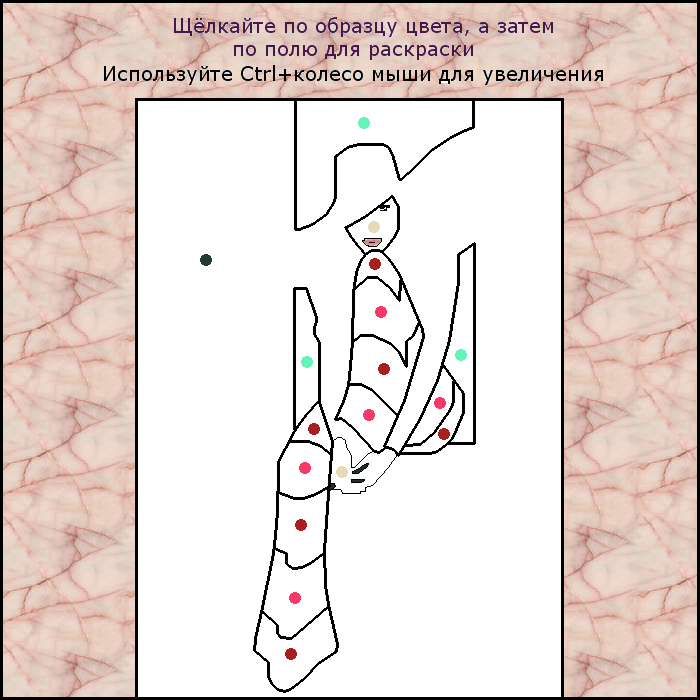 Щёлкайте по образцу цвета, а затем
по полю для раскраски
Используйте Ctrl+колесо мыши для увеличения